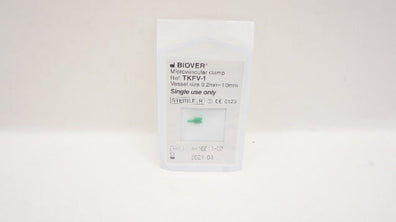 BIOVER®
Microvascular clamp
Ref. TKFV-1
Vessel size 0.2mm-1.0mm
Single use only
STERILE R 2 CE 0123
2021 04